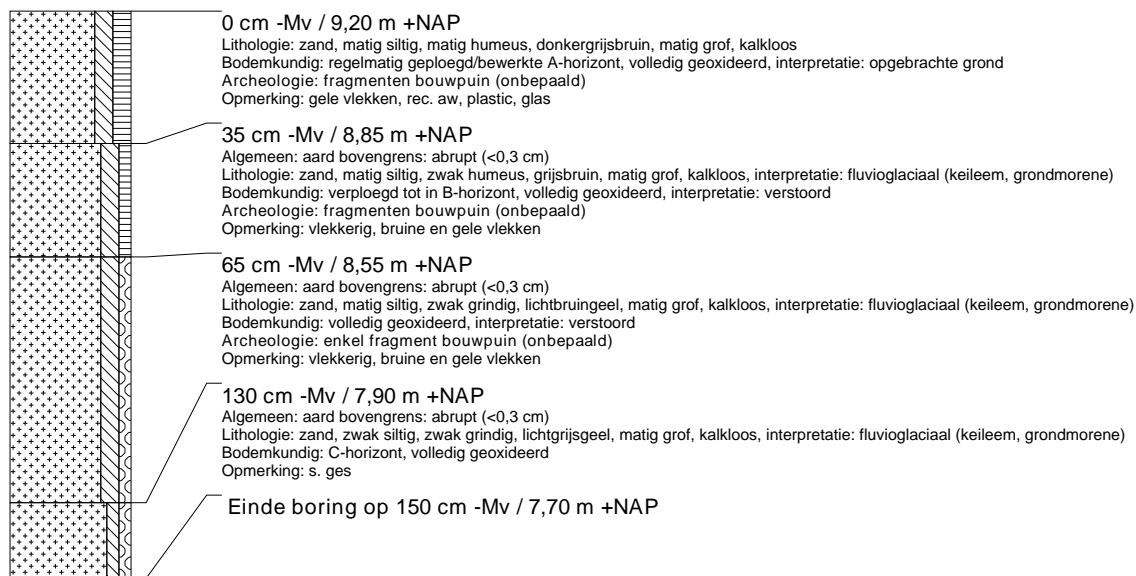 0 cm -Mv / 9,20 m +NAP
Lithologie: zand, matig siltig, matig humeus, donkergrijsbruin, matig grof, kalkloos
Bodemkundig: regelmatig geploegd/bewerkte A-horizont, volledig geoxideerd, interpretatie: opgebrachte grond
Archeologie: fragmenten bouwpuin (onbepaald)
Opmerking: gele vlekken, rec. aw, plastic, glas
35 cm -Mv / 8,85 m +NAP
Algemeen: aard bovengrens: abrupt (<0,3 cm)
Lithologie: zand, matig siltig, zwak humeus, grijsbruin, matig grof, kalkloos, interpretatie: fluvioglaciaal (keileem, grondmorene)
Bodemkundig: verploegd tot in B-horizont, volledig geoxideerd, interpretatie: verstoord
Archeologie: fragmenten bouwpuin (onbepaald)
Opmerking: vlekkerig, bruine en gele vlekken
65 cm -Mv / 8,55 m +NAP
Algemeen: aard bovengrens: abrupt (<0,3 cm)
Lithologie: zand, matig siltig, zwak grindig, lichtbruingeel, matig grof, kalkloos, interpretatie: fluvioglaciaal (keileem, grondmorene)
Bodemkundig: volledig geoxideerd, interpretatie: verstoord
Archeologie: enkel fragment bouwpuin (onbepaald)
Opmerking: vlekkerig, bruine en gele vlekken
130 cm -Mv / 7,90 m +NAP
Algemeen: aard bovengrens: abrupt (<0,3 cm)
Lithologie: zand, zwak siltig, zwak grindig, lichtgrijsgeel, matig grof, kalkloos, interpretatie: fluvioglaciaal (keileem, grondmorene)
Bodemkundig: C-horizont, volledig geoxideerd
Opmerking: s. ges
Einde boring op 150 cm -Mv / 7,70 m +NAP